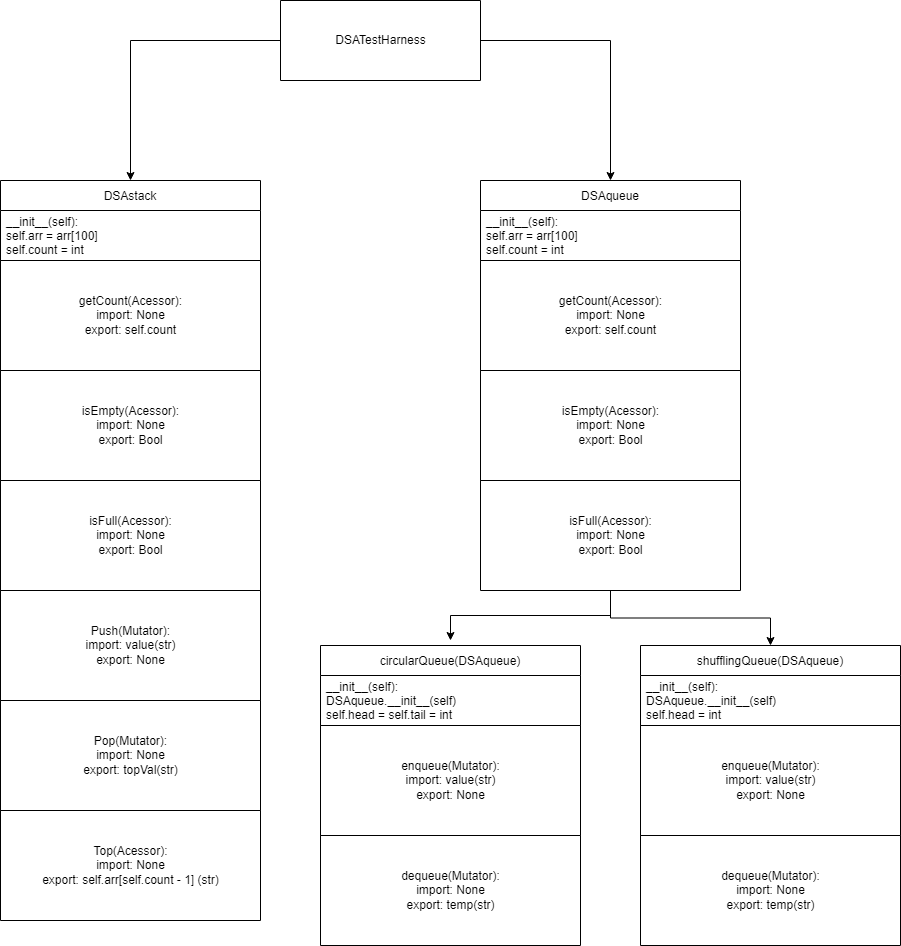 DSATestHarness
DSAstack
__init__(self):
self.arr = arr[100]
self.count = int
getCount(Acessor):
import: None
export: self.count
isEmpty(Acessor):
import: None
export: Bool
isFull(Acessor):
import: None
export: Bool
Push(Mutator):
import: value(str)
export: None
Pop(Mutator):
import: None
export: topVal(str)
Top(Acessor):
import: None
export: self.arr[self.count - 1] (str)
DSAqueue
__init__(self):
self.arr = arr[100]
self.count = int
getCount(Acessor):
import: None
export: self.count
isEmpty(Acessor):
import: None
export: Bool
isFull(Acessor):
import: None
export: Bool
circularQueue(DSAqueue)
__init__(self):
DSAqueue.__init__(self)
self.head = self.tail = int
enqueue(Mutator):
import: value(str)
export: None
dequeue(Mutator):
import: None
export: temp(str)
shufflingQueue(DSAqueue)
__init__(self):
DSAqueue.__init__(self)
self.head = int
enqueue(Mutator):
import: value(str)
export: None
dequeue(Mutator):
import: None
export: temp(str)